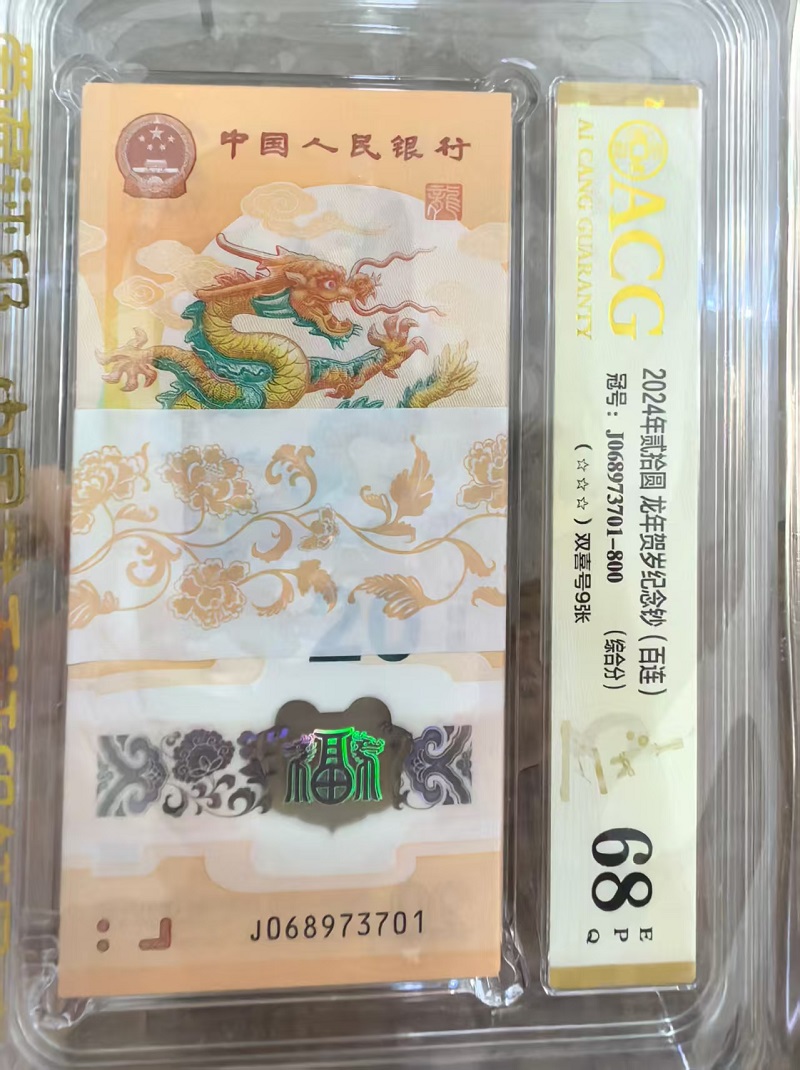 中国人民银行
龍
20
福
J068973701
ACG
AI CANG GUARANTY
2024年贰拾圆 龙年贺岁纪念钞（百连）
冠号：J068973701-800 （综合分）
（☆☆☆）双喜号9张
68
E
P
Q